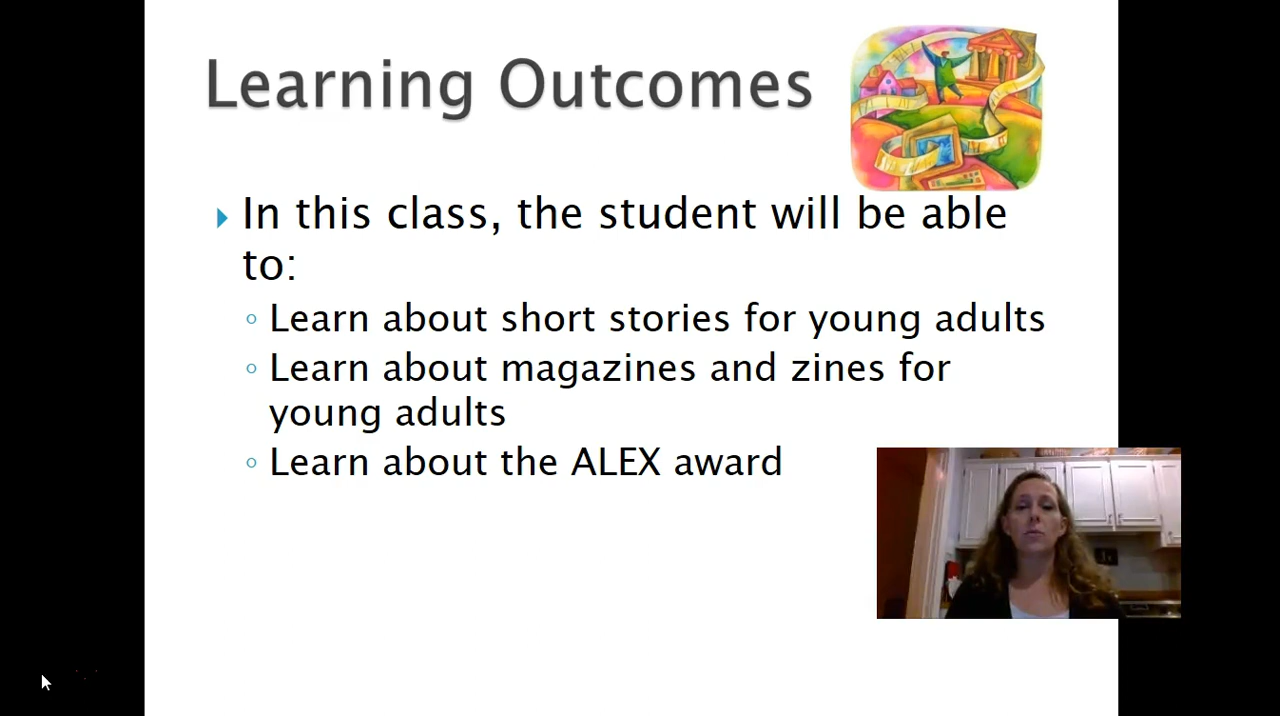 Learning Outcomes
In this class, the student will be able
to:
Learn about short stories for young adults
Learn about magazines and zines for
young adults
Learn about the ALEX award